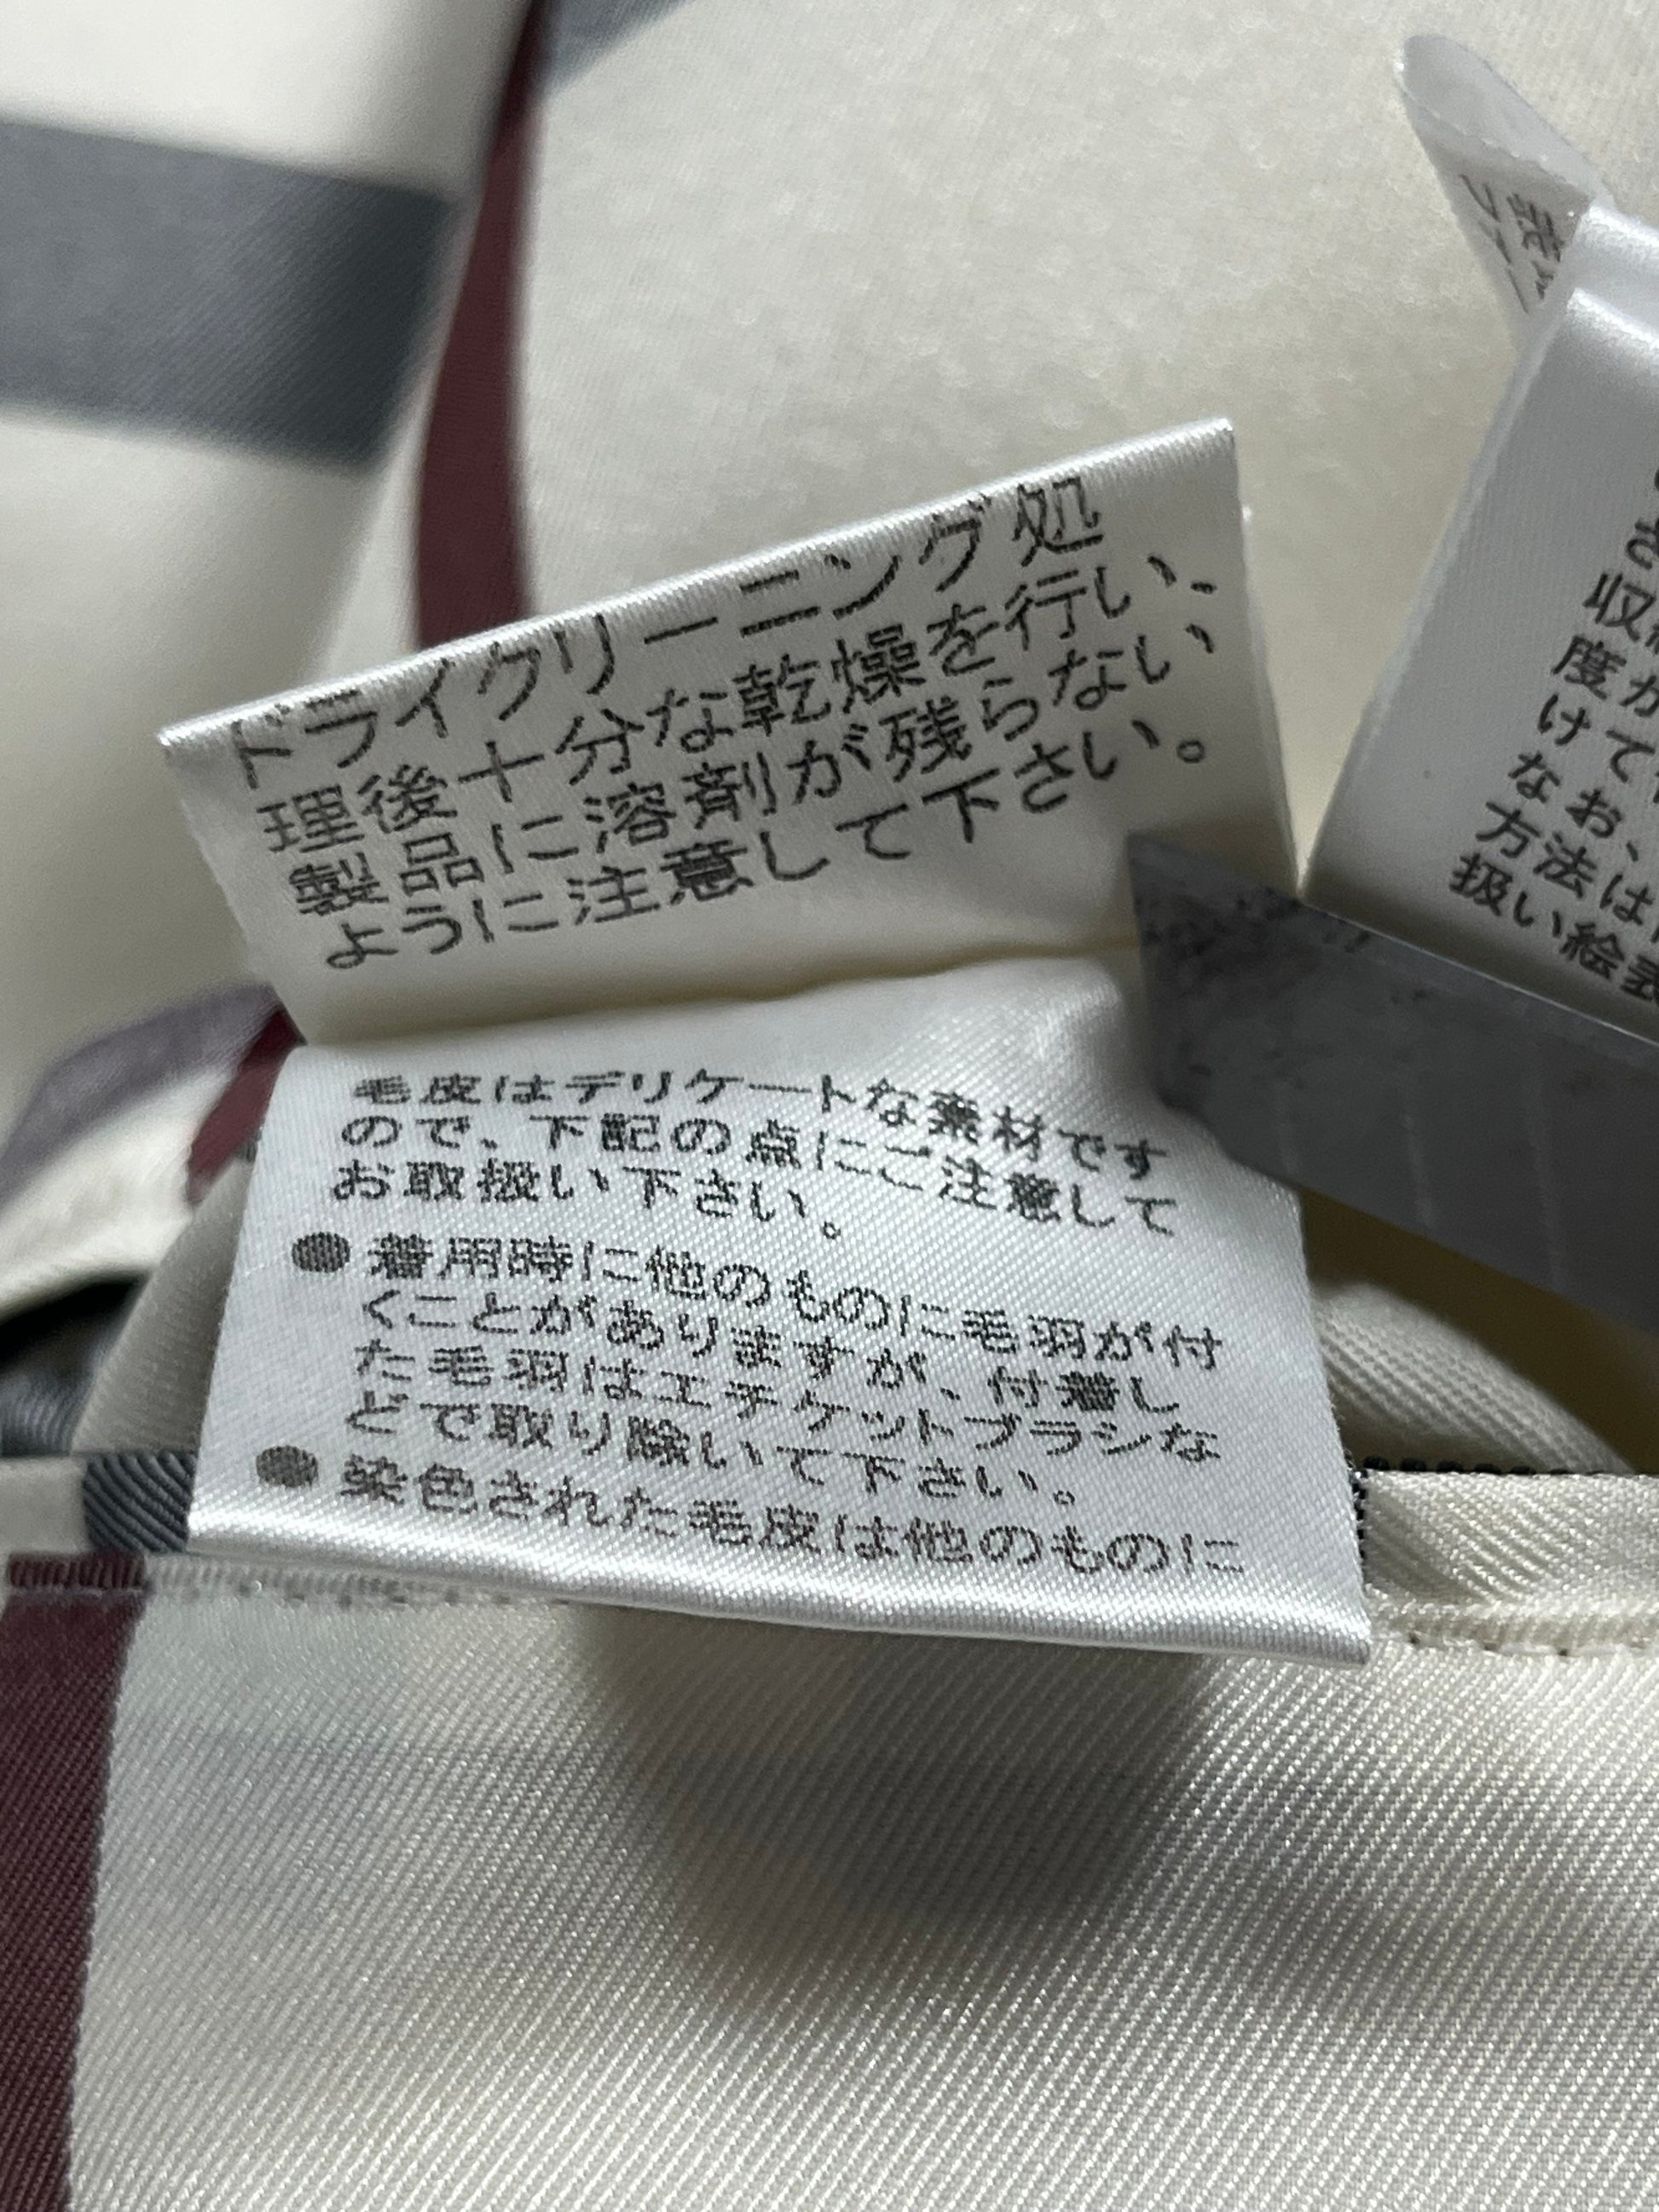 ドライクリーニング処
理後十分な乾燥を行い、
製品に溶剤が残らない
ように注意して下さい。
毛皮はデリケートな素材です
ので、下記の点にご注意して
お取扱い下さい。
●着用時に他のものに毛羽が付
くことがありますが、付着し
た毛羽はエチケットブラシな
どで取り除いて下さい。
●染色された毛皮は他のものに
収
度が
けて
なお、
方法は
扱い絵表